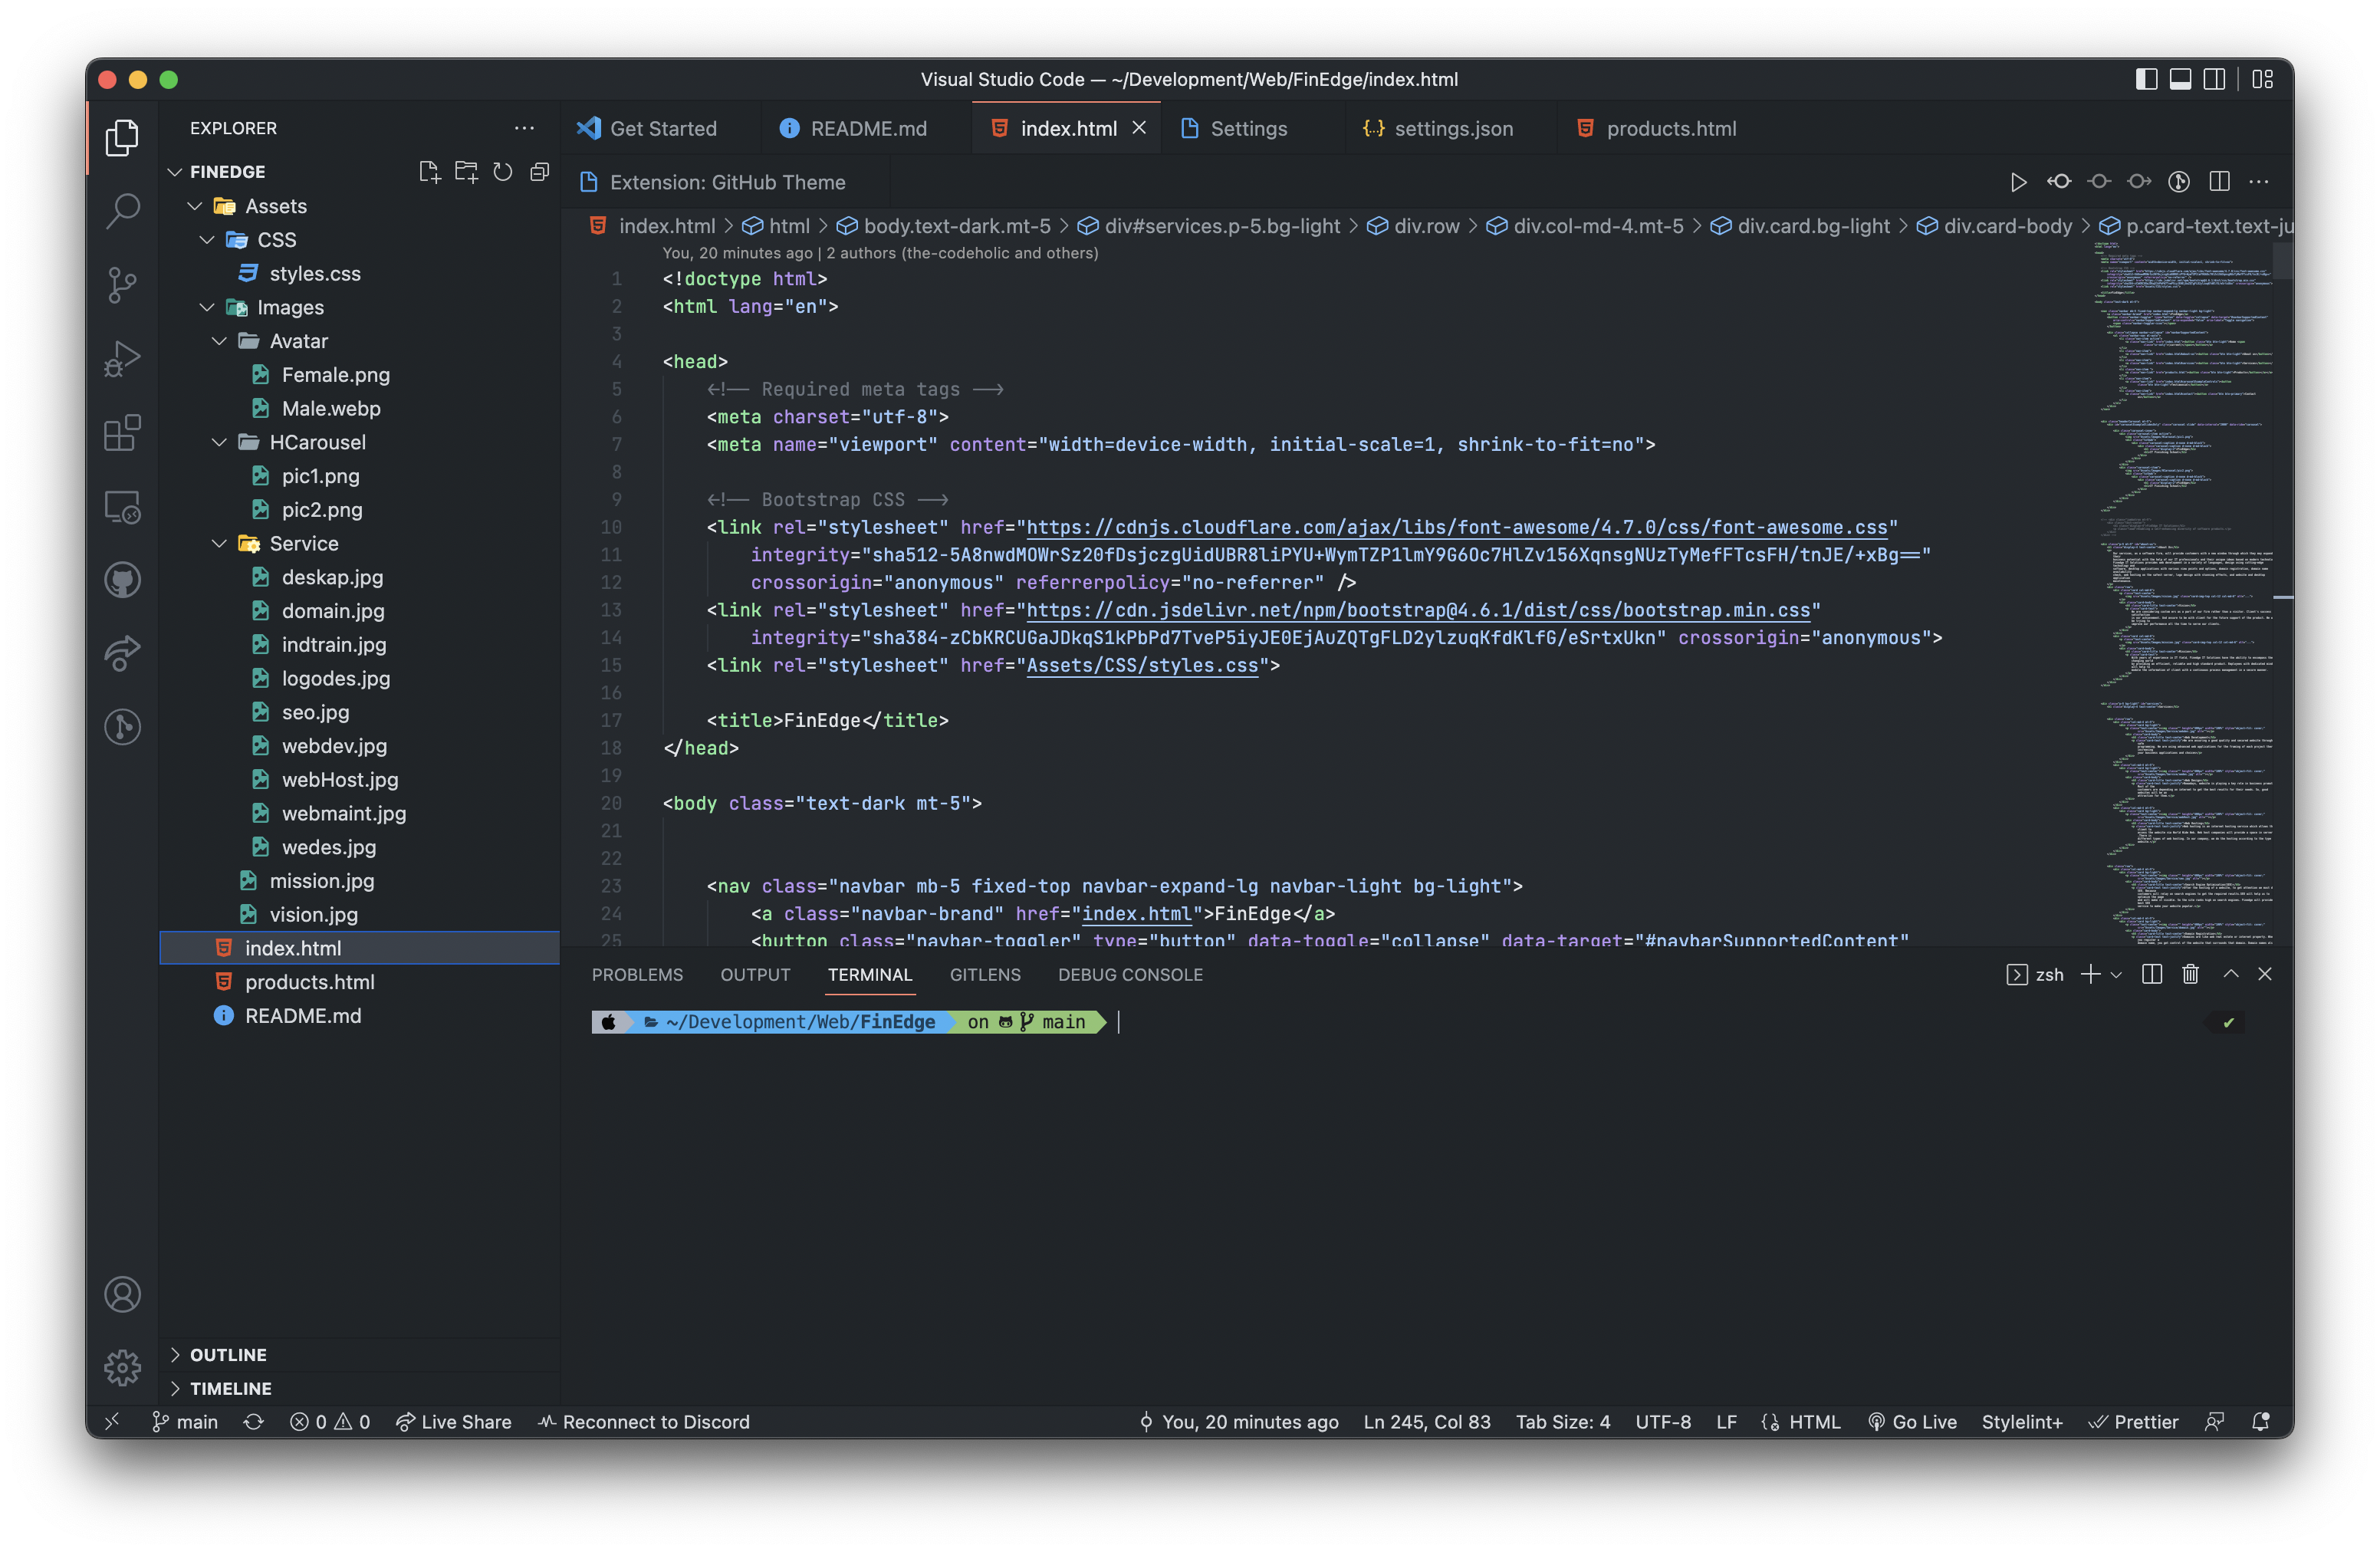 Visual Studio Code — ~/Development/Web/FinEdge/index.html
EXPLORER
FINEDGE
Assets
CSS
styles.css
Images
Avatar
Female.png
Male.webp
HCarousel
pic1.png
pic2.png
Service
deskap.jpg
domain.jpg
indtrain.jpg
logodes.jpg
seo.jpg
webdev.jpg
webHost.jpg
webmaint.jpg
wedes.jpg
mission.jpg
vision.jpg
index.html
products.html
README.md
OUTLINE
TIMELINE
Get Started README.md index.html Settings {..} settings.json products.html
Extension: GitHub Theme
index.html > html > body.text-dark.mt-5 > div#services.p-5.bg-light > div.row > div.col-md-4.mt-5 > div.card.bg-light > div.card-body > p.card-text.text-ju
You, 20 minutes ago | 2 authors (the-codeholic and others)
1 <!doctype html>
2 <html lang="en">
3
4 <head>
5 <!-- Required meta tags -->
6 <meta charset="utf-8">
7 <meta name="viewport" content="width=device-width, initial-scale=1, shrink-to-fit=no">
8
9 <!-- Bootstrap CSS -->
10 <link rel="stylesheet" href="https://cdnjs.cloudflare.com/ajax/libs/font-awesome/4.7.0/css/font-awesome.css"
11 integrity="sha512-5A8nwdMOWrSz20fDsjczgUidUBR8liPYU+WymTZP1lmY9G6Oc7HlZv156XqnsgNUzTyMefFTcsFH/tnJE/+xBg=="
12 crossorigin="anonymous" referrerpolicy="no-referrer" />
13 <link rel="stylesheet" href="https://cdn.jsdelivr.net/npm/bootstrap@4.6.1/dist/css/bootstrap.min.css"
14 integrity="sha384-zCbKRCUGaJDkqS1kPbPd7TveP5iyJE0EjAuZQTgFLD2ylzuqKfdKlfG/eSrtxUkn" crossorigin="anonymous">
15 <link rel="stylesheet" href="Assets/CSS/styles.css">
16
17 <title>FinEdge</title>
18 </head>
19
20 <body class="text-dark mt-5">
21
22
23 <nav class="navbar mb-5 fixed-top navbar-expand-lg navbar-light bg-light">
24 <a class="navbar-brand" href="index.html">FinEdge</a>
25 <button class="navbar-toggler" type="button" data-toggle="collapse" data-target="#navbarSupportedContent"
PROBLEMS OUTPUT TERMINAL GITLENS DEBUG CONSOLE zsh
~/Development/Web/FinEdge on main
main 0 0 Live Share Reconnect to Discord You, 20 minutes ago Ln 245, Col 83 Tab Size: 4 UTF-8 LF HTML Go Live Stylelint+ Prettier